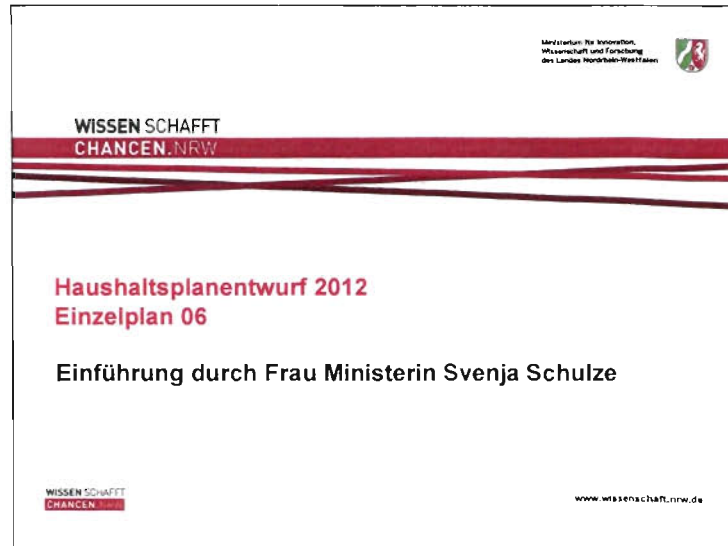 Ministerium für Innovation,
Wissenschaft und Forschung
des Landes Nordrhein-Westfalen
WISSEN SCHAFFT
CHANCEN.NRW
Haushaltsplanentwurf 2012
Einzelplan 06
Einführung durch Frau Ministerin Svenja Schulze
WISSEN SCHAFFT
CHANCEN.NRW
www.wissenschaft.nrw.de